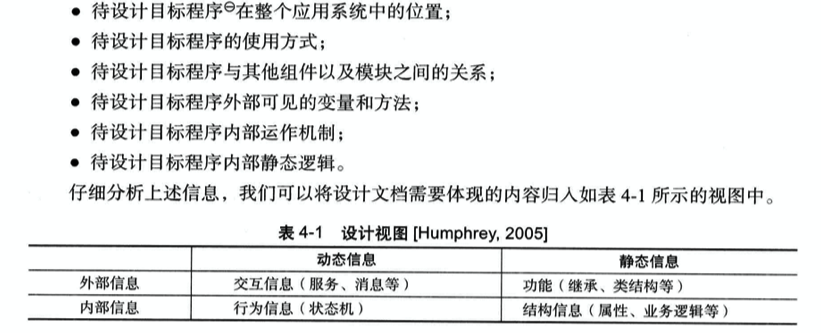 ● 待设计目标程序⊖在整个应用系统中的位置；
● 待设计目标程序的使用方式；
● 待设计目标程序与其他组件以及模块之间的关系；
● 待设计目标程序外部可见的变量和方法；
● 待设计目标程序内部运作机制；
● 待设计目标程序内部静态逻辑。
仔细分析上述信息，我们可以将设计文档需要体现的内容归入如表 4-1 所示的视图中。
表 4-1 设计视图 [Humphrey, 2005]
动态信息 静态信息
外部信息 交互信息（服务、消息等） 功能（继承、类结构等）
内部信息 行为信息（状态机） 结构信息（属性、业务逻辑等）